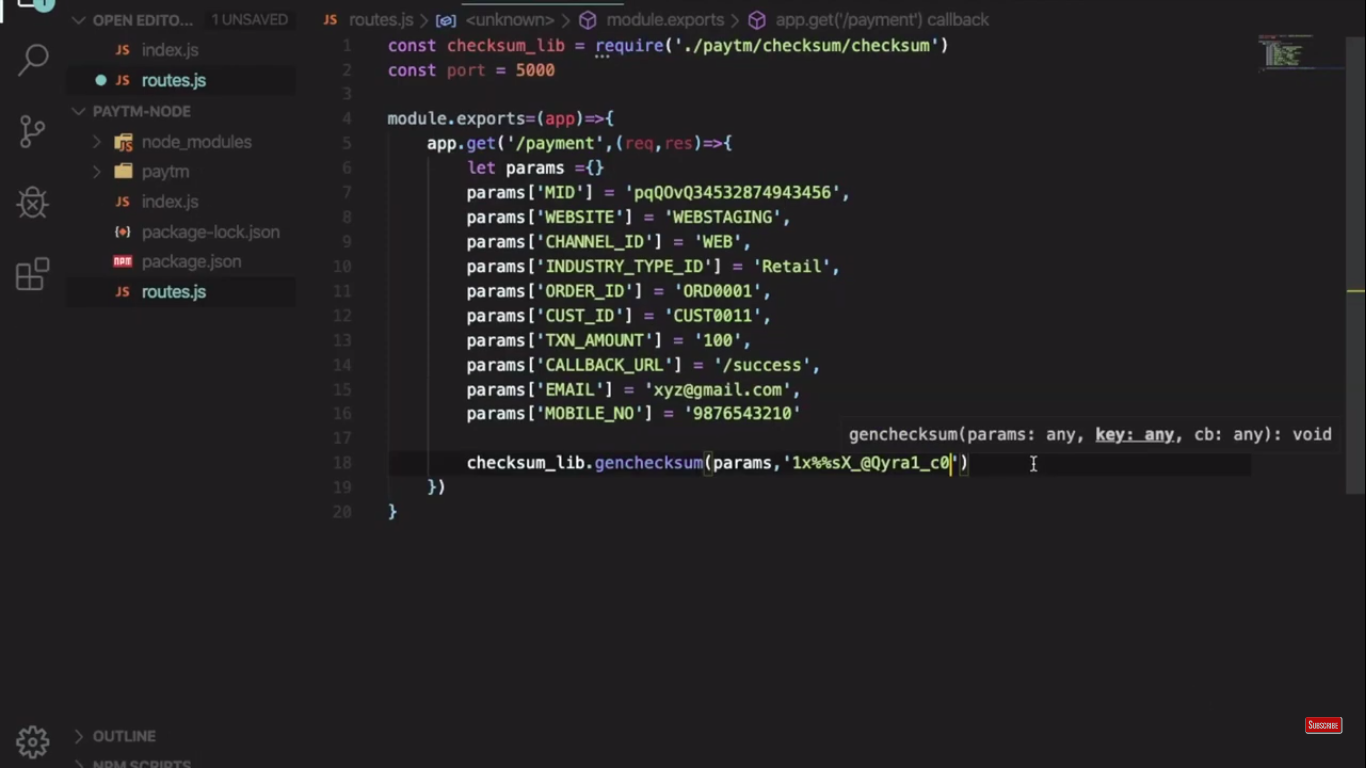 OPEN EDITO... 1 UNSAVED
JS index.js
JS routes.js
PAYTM-NODE
node_modules
paytm
JS index.js
package-lock.json
npm package.json
JS routes.js
OUTLINE
NPM SCRIPTS
1
JS routes.js > <unknown> > module.exports > app.get('/payment') callback
1 const checksum_lib = require('./paytm/checksum/checksum')
2 const port = 5000
3
4 module.exports=(app)=>{
5 app.get('/payment',(req,res)=>{
6 let params ={}
7 params['MID'] = 'pqQOvQ34532874943456',
8 params['WEBSITE'] = 'WEBSTAGING',
9 params['CHANNEL_ID'] = 'WEB',
10 params['INDUSTRY_TYPE_ID'] = 'Retail',
11 params['ORDER_ID'] = 'ORD0001',
12 params['CUST_ID'] = 'CUST0011',
13 params['TXN_AMOUNT'] = '100',
14 params['CALLBACK_URL'] = '/success',
15 params['EMAIL'] = 'xyz@gmail.com',
16 params['MOBILE_NO'] = '9876543210'
17
genchecksum(params: any, key: any, cb: any): void
18 checksum_lib.genchecksum(params,'1x%%sX_@Qyra1_c0')
19 })
20 }
SUBSCRIBE